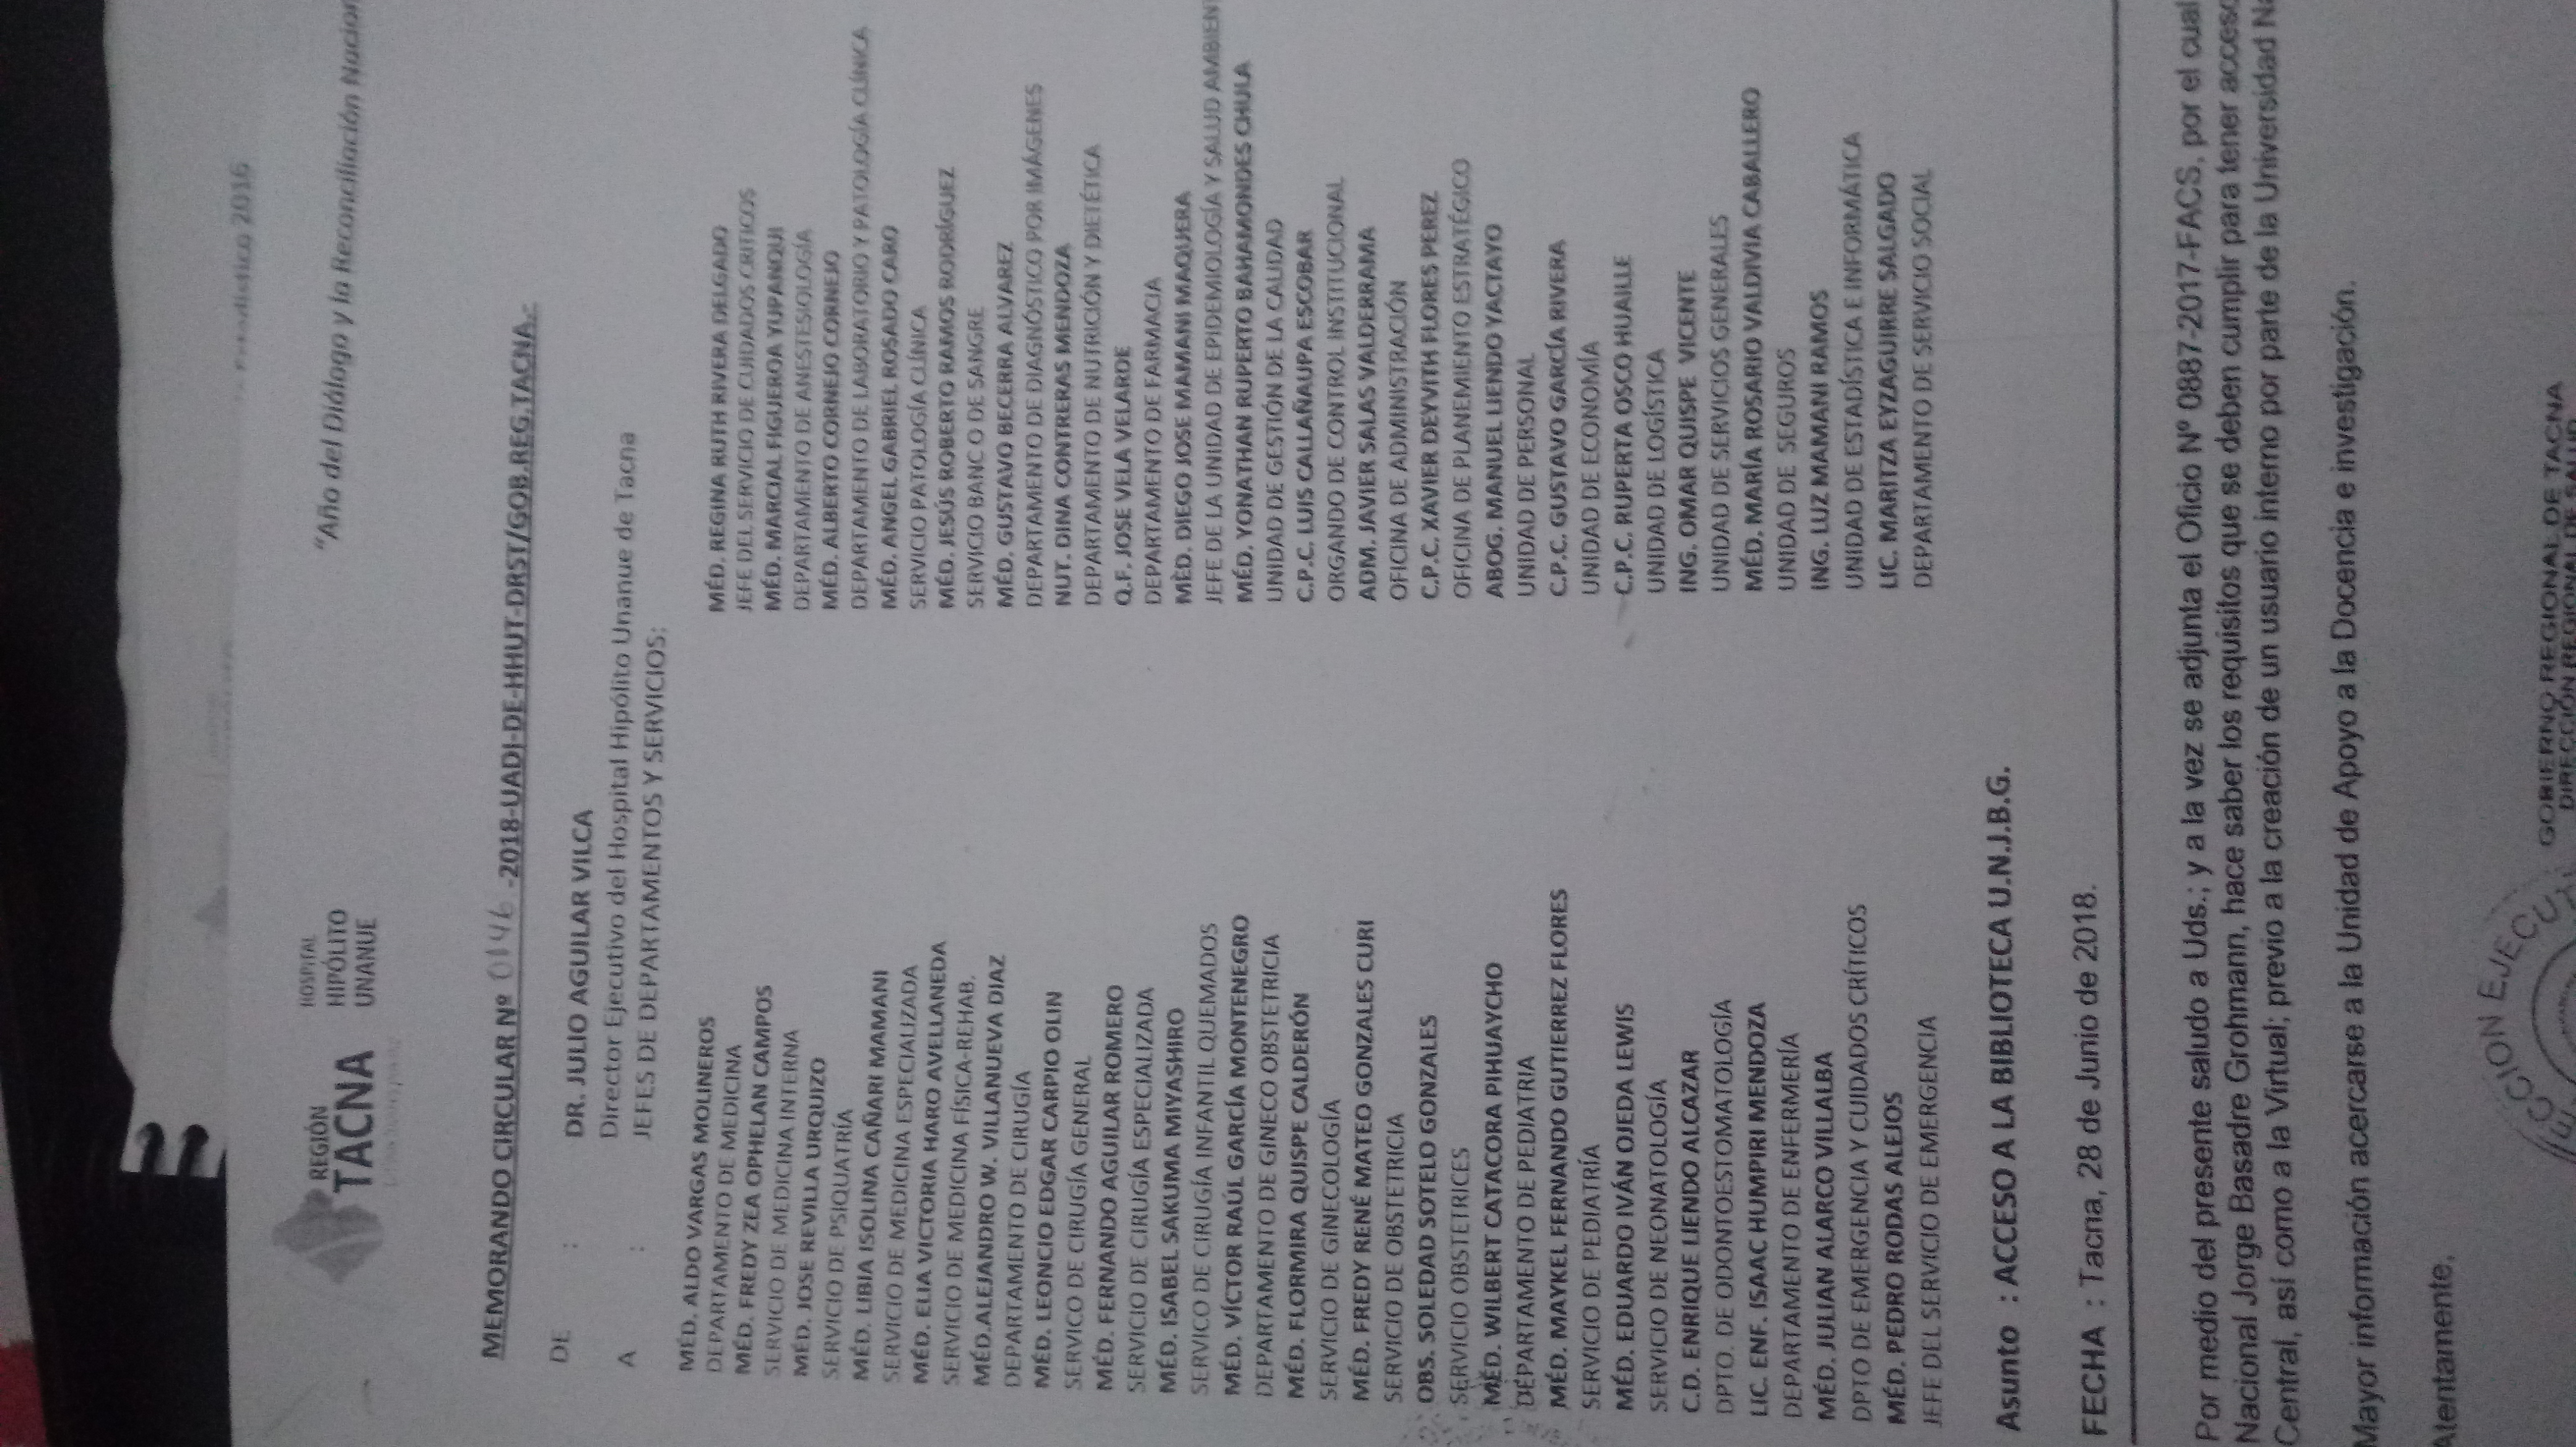 Estadístico 2016
REGIÓN
TACNA
HOSPITAL
HIPÓLITO
UNANUE
"Año del Diálogo y la Reconciliación Nacion
MEMORANDO CIRCULAR Nº 0146 -2018-UADI-DE-HHUT-DRST/GOB.REG.TACNA.-
DE : DR. JULIO AGUILAR VILCA
Director Ejecutivo del Hospital Hipólito Unanue de Tacna
A : JEFES DE DEPARTAMENTOS Y SERVICIOS:
MÉD. ALDO VARGAS MOLINEROS
DEPARTAMENTO DE MEDICINA
MÉD. FREDY ZEA OPHELAN CAMPOS
SERVICIO DE MEDICINA INTERNA
MÉD. JOSE REVILLA URQUIZO
SERVICIO DE PSIQUATRÍA
MÉD. LIBIA ISOLINA CAÑARI MAMANI
SERVICIO DE MEDICINA ESPECIALIZADA
MÉD. ELIA VICTORIA HARO AVELLANEDA
SERVICIO DE MEDICINA FÍSICA-REHAB.
MÉD.ALEJANDRO W. VILLANUEVA DIAZ
DEPARTAMENTO DE CIRUGÍA
MÉD. LEONCIO EDGAR CARPIO OLIN
SERVICO DE CIRUGÍA GENERAL
MÉD. FERNANDO AGUILAR ROMERO
SERVICIO DE CIRUGÍA ESPECIALIZADA
MÉD. ISABEL SAKUMA MIYASHIRO
SERVICO DE CIRUGÍA INFANTIL QUEMADOS
MÉD. VÍCTOR RAÚL GARCÍA MONTENEGRO
DEPARTAMENTO DE GINECO OBSTETRICIA
MÉD. FLORMIRA QUISPE CALDERÓN
SERVICIO DE GINECOLOGÍA
MÉD. FREDY RENÉ MATEO GONZALES CURI
SERVICIO DE OBSTETRICIA
OBS. SOLEDAD SOTELO GONZALES
SERVICIO OBSTETRICES
MÉD. WILBERT CATACORA PIHUAYCHO
DEPARTAMENTO DE PEDIATRIA
MÉD. MAYKEL FERNANDO GUTIERREZ FLORES
SERVICIO DE PEDIATRÍA
MÉD. EDUARDO IVÁN OJEDA LEWIS
SERVICIO DE NEONATOLOGÍA
C.D. ENRIQUE LIENDO ALCAZAR
DPTO. DE ODONTOESTOMATOLOGÍA
LIC. ENF. ISAAC HUMPIRI MENDOZA
DEPARTAMENTO DE ENFERMERÍA
MÉD. JULIAN ALARCO VILLALBA
DPTO DE EMERGENCIA Y CUIDADOS CRÍTICOS
MÉD. PEDRO RODAS ALEJOS
JEFE DEL SERVICIO DE EMERGENCIA
MÉD. REGINA RUTH RIVERA DELGADO
JEFE DEL SERVICIO DE CUIDADOS CRITICOS
MÉD. MARCIAL FIGUEROA YUPANQUI
DEPARTAMENTO DE ANESTESIOLOGÍA
MÉD. ALBERTO CORNEJO CORNEJO
DEPARTAMENTO DE LABORATORIO Y PATOLOGÍA CLÍNICA
MÉD. ANGEL GABRIEL ROSADO CARO
SERVICIO PATOLOGÍA CLÍNICA
MÉD. JESÚS ROBERTO RAMOS RODRÍGUEZ
SERVICIO BANC O DE SANGRE
MÉD. GUSTAVO BECERRA ALVAREZ
DEPARTAMENTO DE DIAGNÓSTICO POR IMÁGENES
NUT. DINA CONTRERAS MENDOZA
DEPARTAMENTO DE NUTRICIÓN Y DIETÉTICA
Q.F. JOSE VELA VELARDE
DEPARTAMENTO DE FARMACIA
MÈD. DIEGO JOSE MAMANI MAQUERA
JEFE DE LA UNIDAD DE EPIDEMIOLOGÍA Y SALUD AMBIENT
MÉD. YONATHAN RUPERTO BAHAMONDES CHULA
UNIDAD DE GESTIÓN DE LA CAUDAD
C.P.C. LUIS CALLAÑAUPA ESCOBAR
ORGANDO DE CONTROL INSTITUCIONAL
ADM. JAVIER SALAS VALDERRAMA
OFICINA DE ADMINISTRACIÓN
C.P.C. XAVIER DEYVITH FLORES PEREZ
OFICINA DE PLANEMIENTO ESTRATÉGICO
ABOG. MANUEL LIENDO YACTAYO
UNIDAD DE PERSONAL
C.P.C. GUSTAVO GARCÍA RIVERA
UNIDAD DE ECONOMÍA
C.P.C. RUPERTA OSCO HUAILLE
UNIDAD DE LOGÍSTICA
ING. OMAR QUISPE VICENTE
UNIDAD DE SERVICIOS GENERALES
MÉD. MARÍA ROSARIO VALDIVIA CABALLERO
UNIDAD DE SEGUROS
ING. LUZ MAMANI RAMOS
UNIDAD DE ESTADÍSTICA E INFORMÁTICA
LIC. MARITZA EYZAGUIRRE SALGADO
DEPARTAMENTO DE SERVICIO SOCIAL
Asunto : ACCESO A LA BIBLIOTECA U.N.J.B.G.
FECHA : Tacna, 28 de Junio de 2018.
Por medio del presente saludo a Uds.; y a la vez se adjunta el Oficio Nº 0887-2017-FACS, por el cual
Nacional Jorge Basadre Grohmann, hace saber los requisitos que se deben cumplir para tener acceso
Central, así como a la Virtual; previo a la creación de un usuario interno por parte de la Universidad Na
Mayor información acercarse a la Unidad de Apoyo a la Docencia e investigación.
Atentamente,
ECCION EJECUT
GOBIERNO REGIONAL DE TACNA
DIRECCIÓN REGIONAL DE SALUD